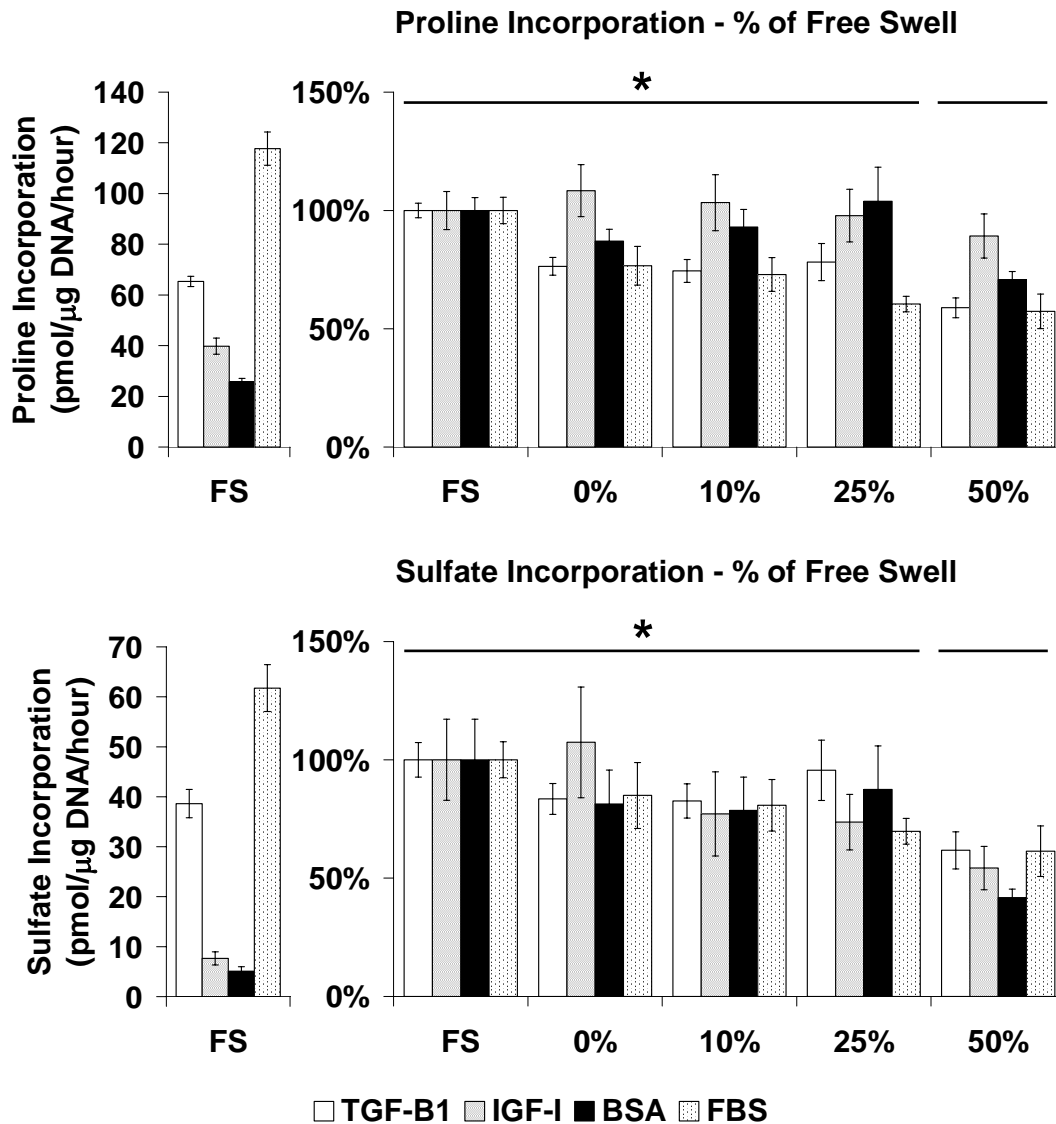 Proline Incorporation - % of Free Swell
Proline Incorporation
(pmol/μg DNA/hour)
140
120
100
80
60
40
20
0
FS
150%
100%
50%
0%
*
FS 0% 10% 25% 50%
Sulfate Incorporation - % of Free Swell
Sulfate Incorporation
(pmol/μg DNA/hour)
70
60
50
40
30
20
10
0
FS
150%
100%
50%
0%
*
FS 0% 10% 25% 50%
TGF-B1 IGF-I BSA FBS